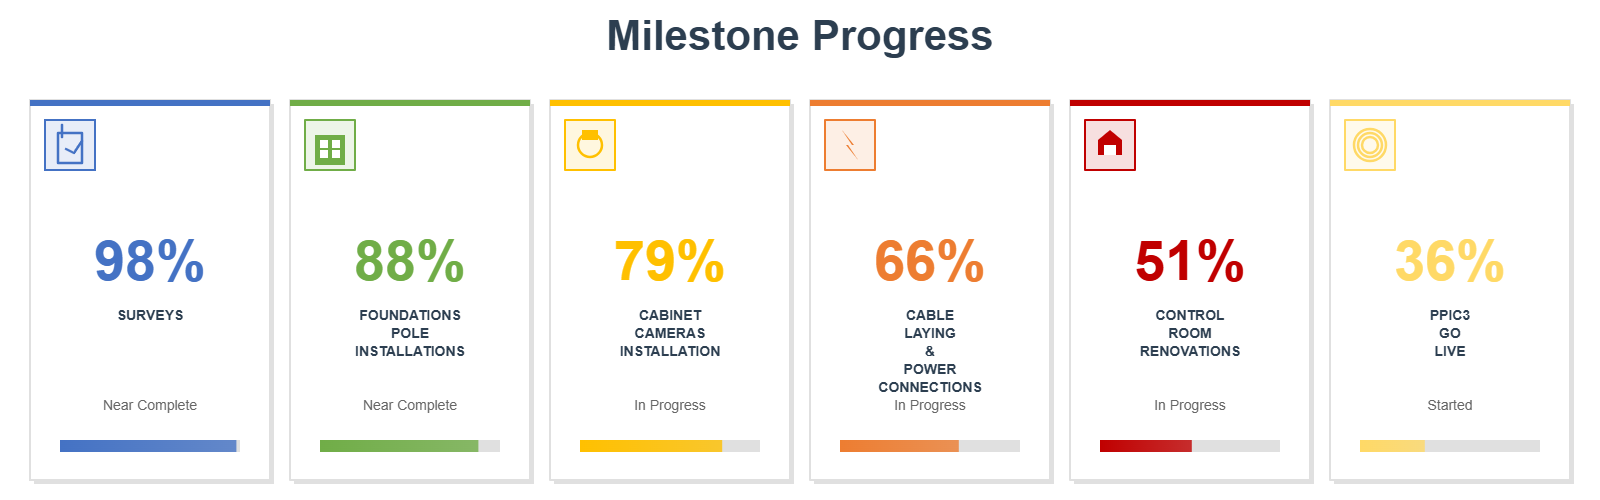 Milestone Progress
98%
SURVEYS
Near Complete
88%
FOUNDATIONS
POLE
INSTALLATIONS
Near Complete
79%
CABINET
CAMERAS
INSTALLATION
In Progress
66%
CABLE
LAYING
&
POWER
CONNECTIONS
In Progress
51%
CONTROL
ROOM
RENOVATIONS
In Progress
36%
PPIC3
GO
LIVE
Started